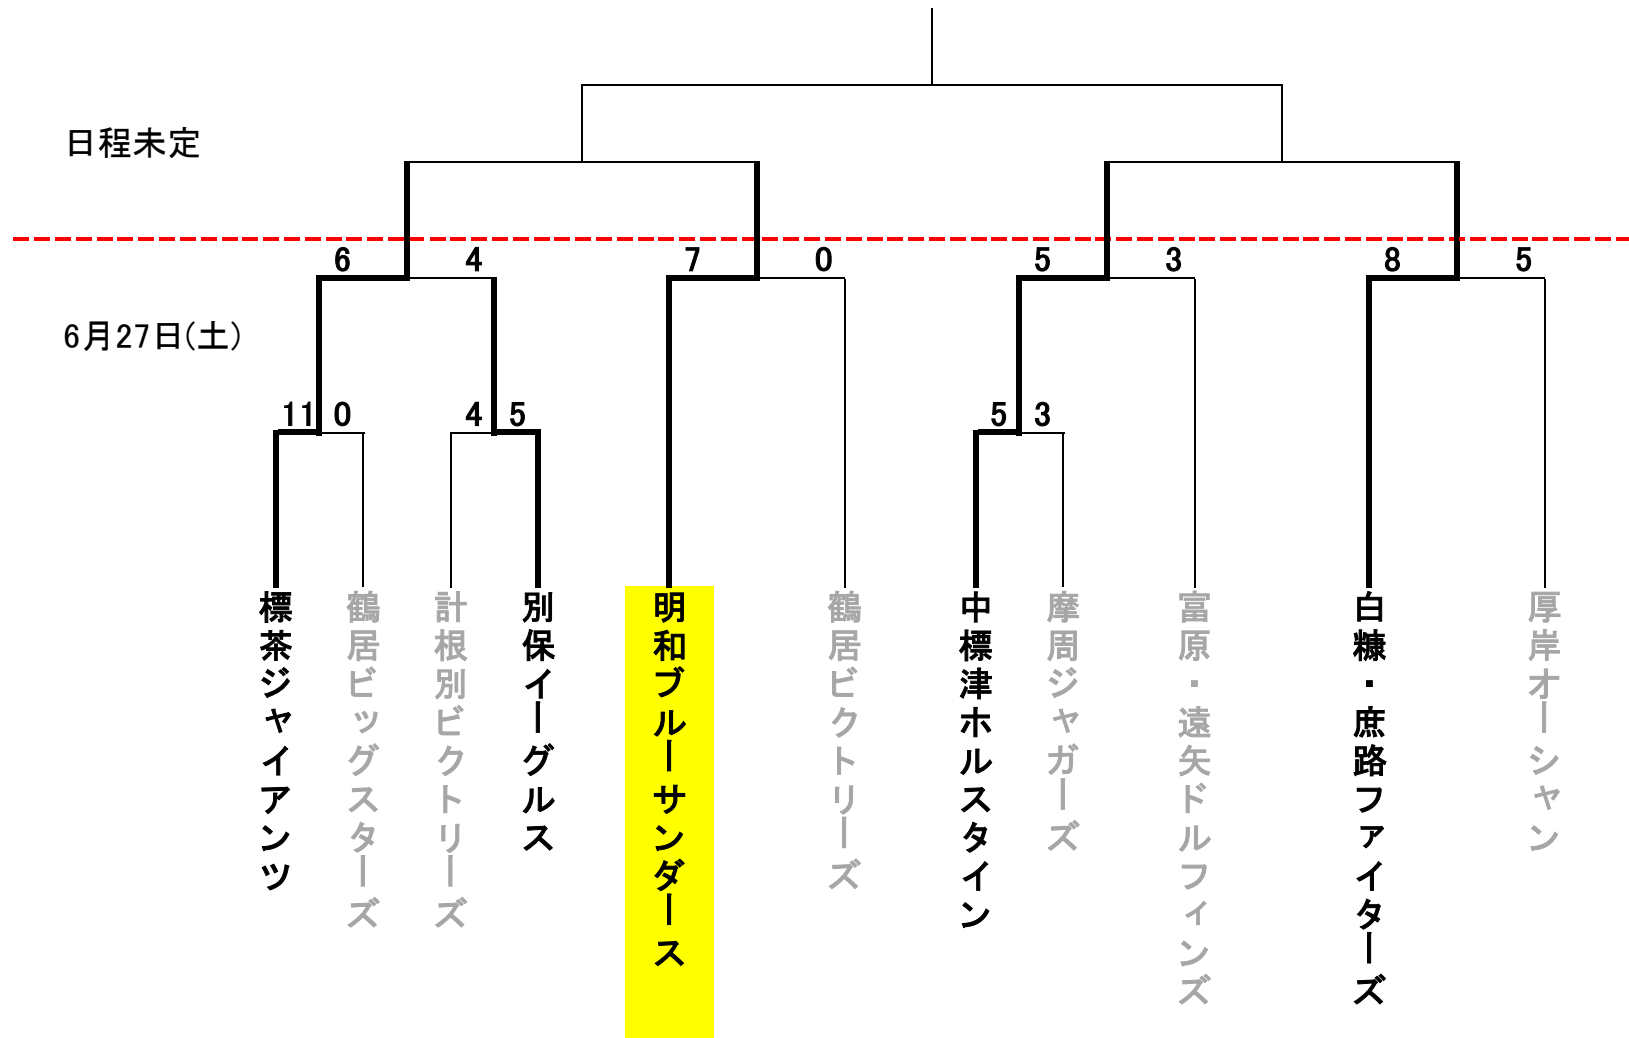 日程未定
6 4 7 0 5 3 8 5
6月27日(土)
11 0 4 5 5 3
標茶ジャイアンツ
鶴居ビッグスターズ
計根別ビクトリーズ
別保イーグルス
明和ブルーサンダース
鶴居ビクトリーズ
中標津ホルスタイン
摩周ジャガーズ
富原・遠矢ドルフィンズ
白糠・庶路ファイターズ
厚岸オーシャン